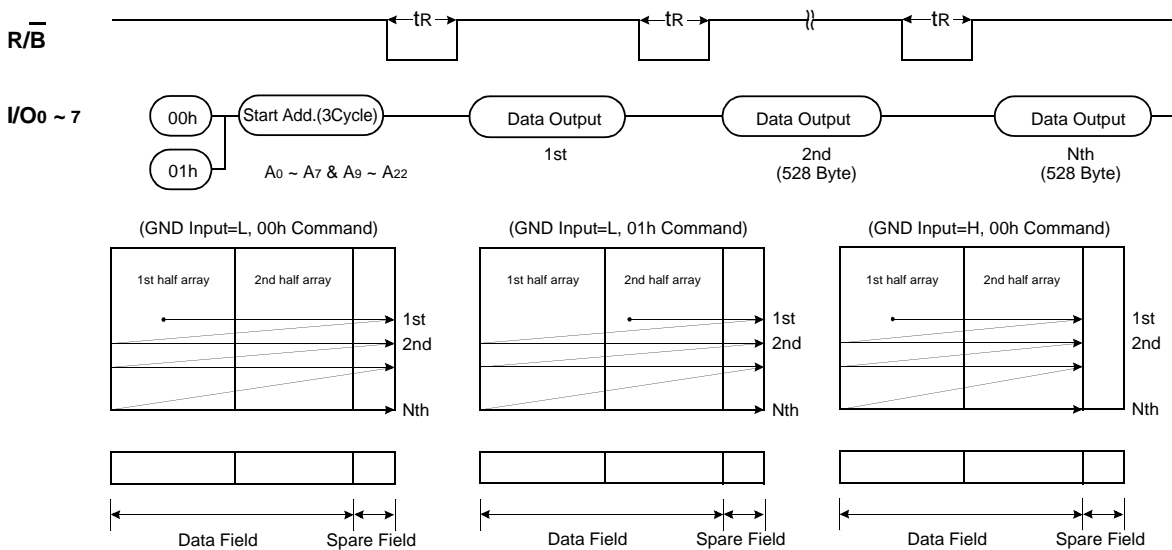 tR tR tR
R/B
I/O0 ~ 7
00h Start Add.(3Cycle) Data Output Data Output Data Output
1st 2nd Nth
01h A0 ~ A7 & A9 ~ A22 (528 Byte) (528 Byte)
(GND Input=L, 00h Command) (GND Input=L, 01h Command) (GND Input=H, 00h Command)
1st half array 2nd half array 1st half array 2nd half array 1st half array 2nd half array
1st 1st 1st
2nd 2nd 2nd
Nth Nth Nth
Data Field Spare Field Data Field Spare Field Data Field Spare Field